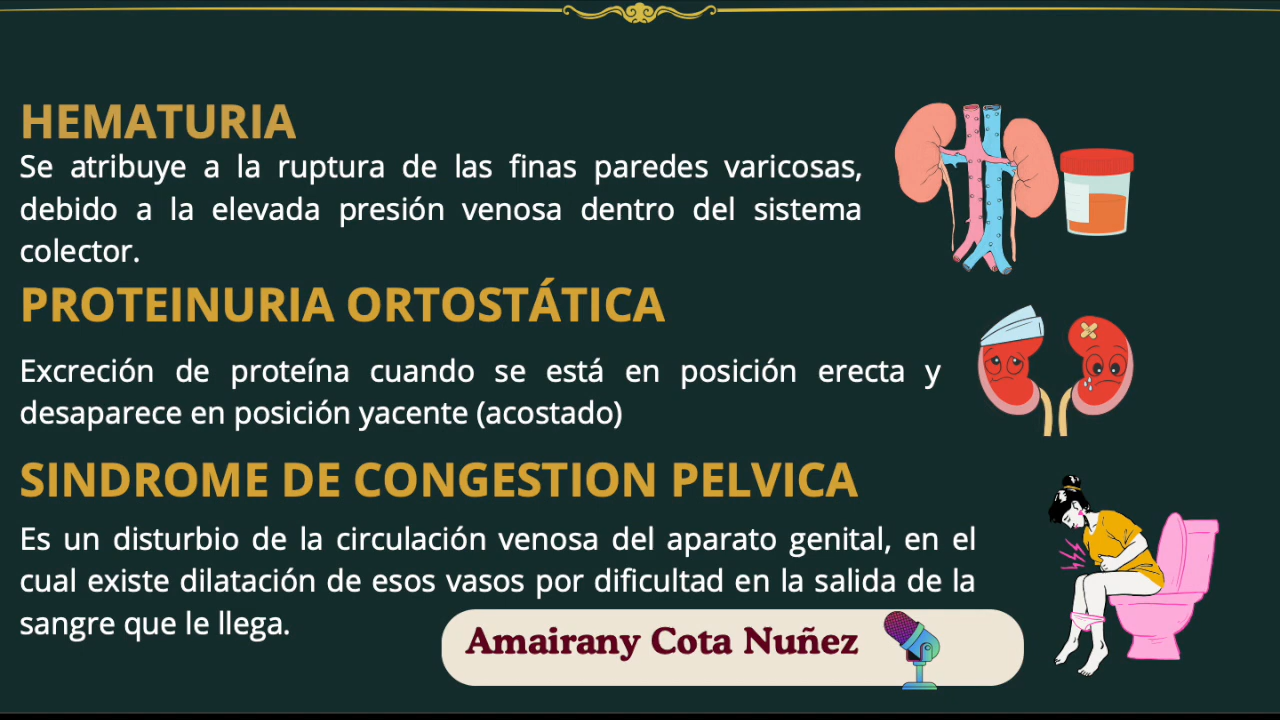 HEMATURIA
Se atribuye a la ruptura de las finas paredes varicosas,
debido a la elevada presión venosa dentro del sistema
colector.
PROTEINURIA ORTOSTÁTICA
Excreción de proteína cuando se está en posición erecta y
desaparece en posición yacente (acostado)
SINDROME DE CONGESTION PELVICA
Es un disturbio de la circulación venosa del aparato genital, en el
cual existe dilatación de esos vasos por dificultad en la salida de la
sangre que le llega.
Amairany Cota Nuñez